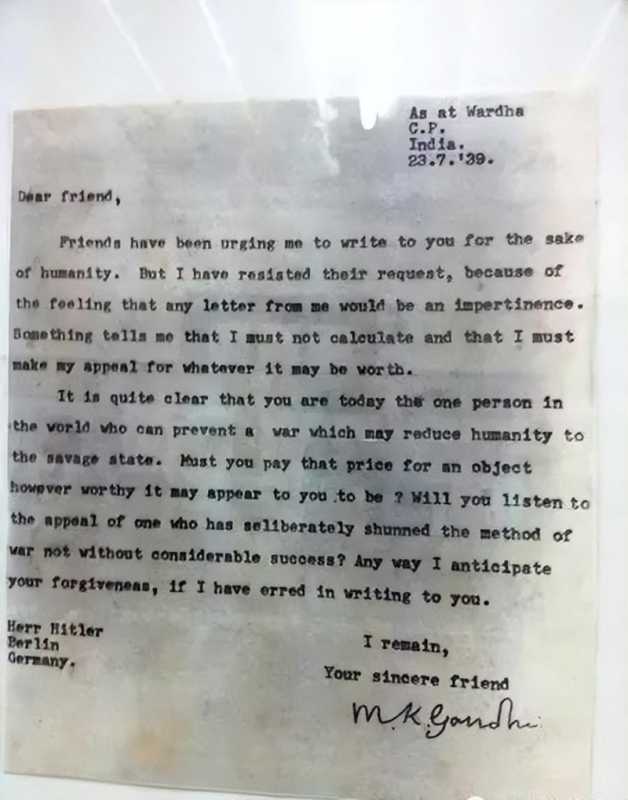 As at Wardha
C.P.
India.
23.7.'39.
Dear friend,
Friends have been urging me to write to you for the sake
of humanity. But I have resisted their request, because of
the feeling that any letter from me would be an impertinence.
Something tells me that I must not calculate and that I must
make my appeal for whatever it may be worth.
It is quite clear that you are today the one person in
the world who can prevent a war which may reduce humanity to
the savage state. Must you pay that price for an object
however worthy it may appear to you to be ? Will you listen to
the appeal of one who has seliberately shunned the method of
war not without considerable success? Any way I anticipate
your forgiveness, if I have erred in writing to you.
Herr Hitler
Berlin
Germany.
I remain,
Your sincere friend
M.K.Gandhi